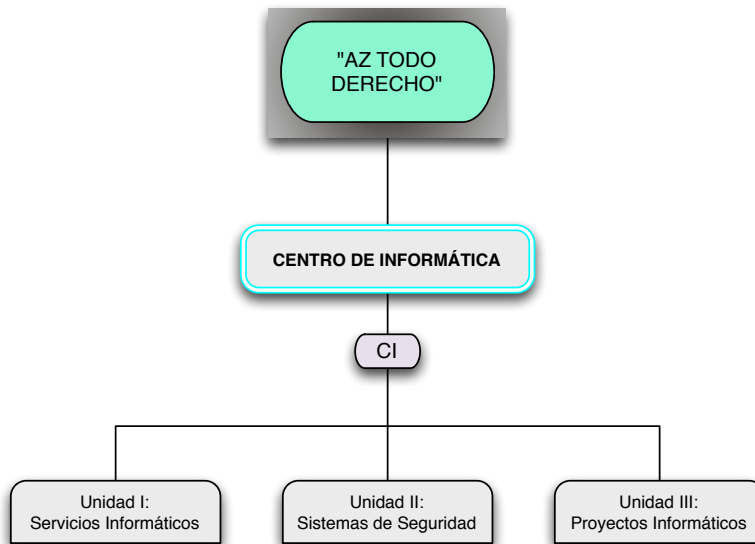 "AZ TODO
DERECHO"
CENTRO DE INFORMÁTICA
CI
Unidad I:
Servicios Informáticos
Unidad II:
Sistemas de Seguridad
Unidad III:
Proyectos Informáticos